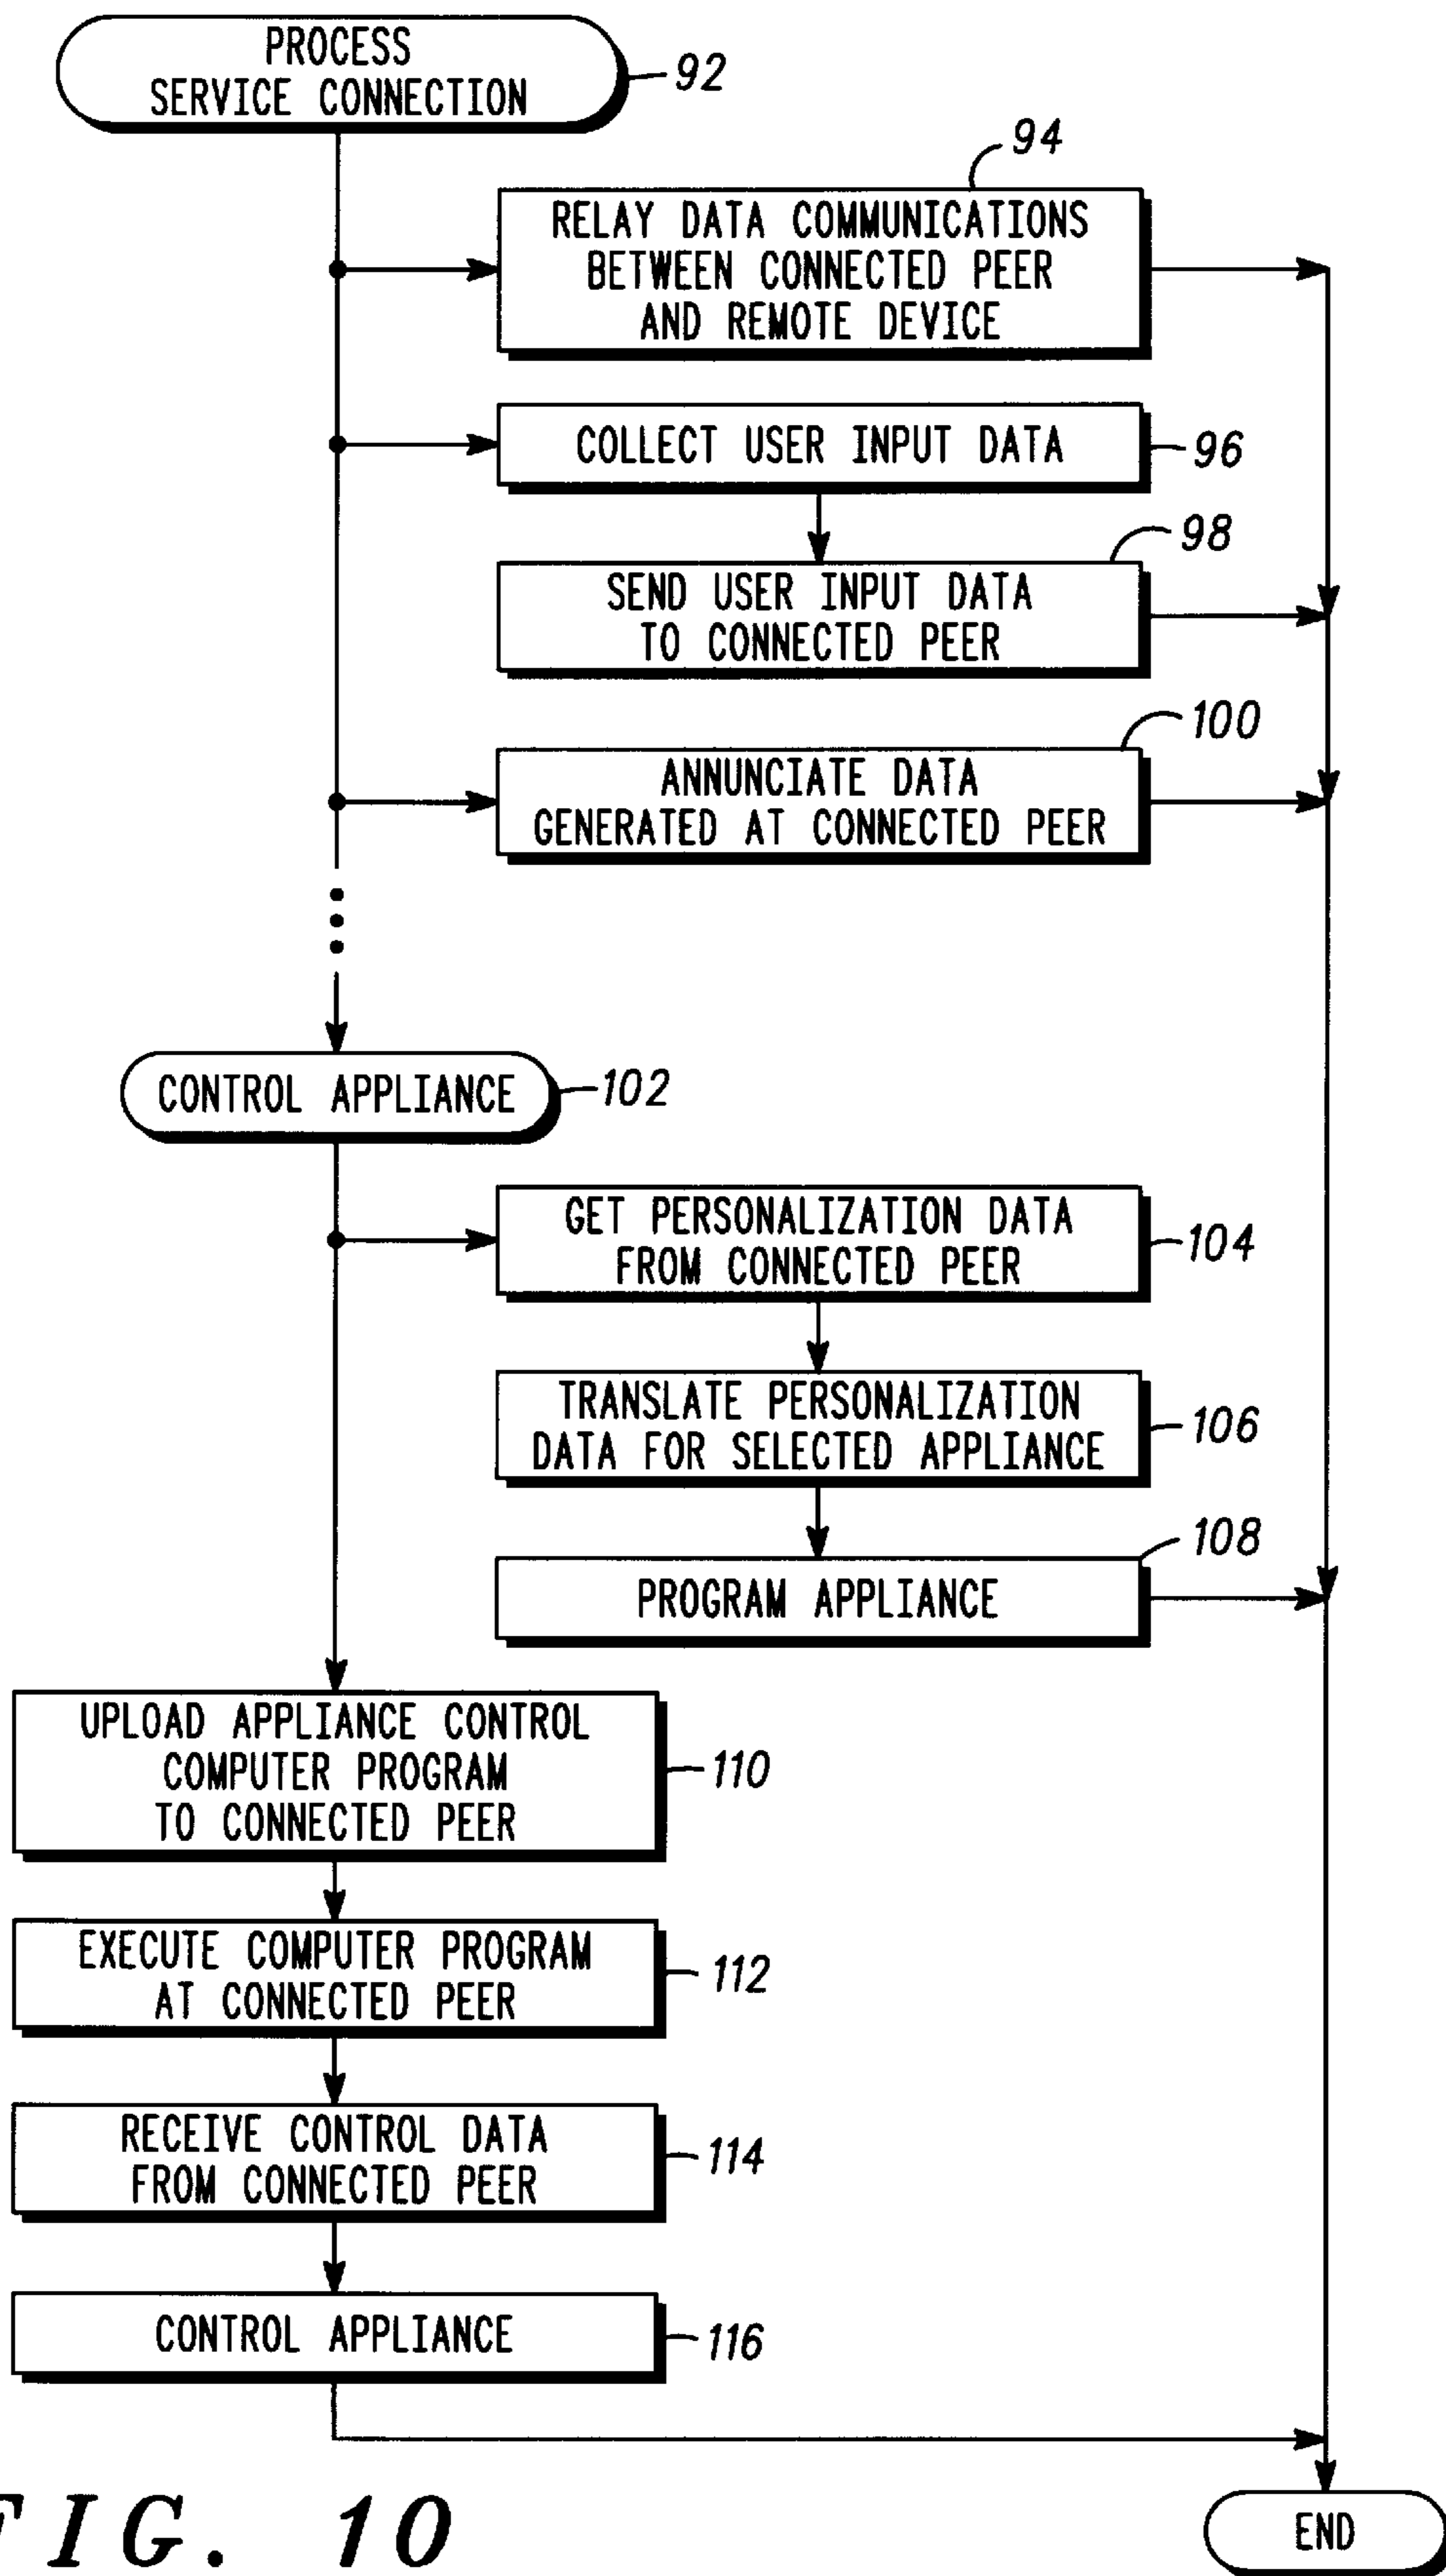 PROCESS
SERVICE CONNECTION
92
94
RELAY DATA COMMUNICATIONS
BETWEEN CONNECTED PEER
AND REMOTE DEVICE
COLLECT USER INPUT DATA
96
98
SEND USER INPUT DATA
TO CONNECTED PEER
100
ANNUNCIATE DATA
GENERATED AT CONNECTED PEER
CONTROL APPLIANCE
102
GET PERSONALIZATION DATA
FROM CONNECTED PEER
104
TRANSLATE PERSONALIZATION
DATA FOR SELECTED APPLIANCE
106
108
PROGRAM APPLIANCE
UPLOAD APPLIANCE CONTROL
COMPUTER PROGRAM
TO CONNECTED PEER
110
EXECUTE COMPUTER PROGRAM
AT CONNECTED PEER
112
RECEIVE CONTROL DATA
FROM CONNECTED PEER
114
CONTROL APPLIANCE
116
END
FIG. 10